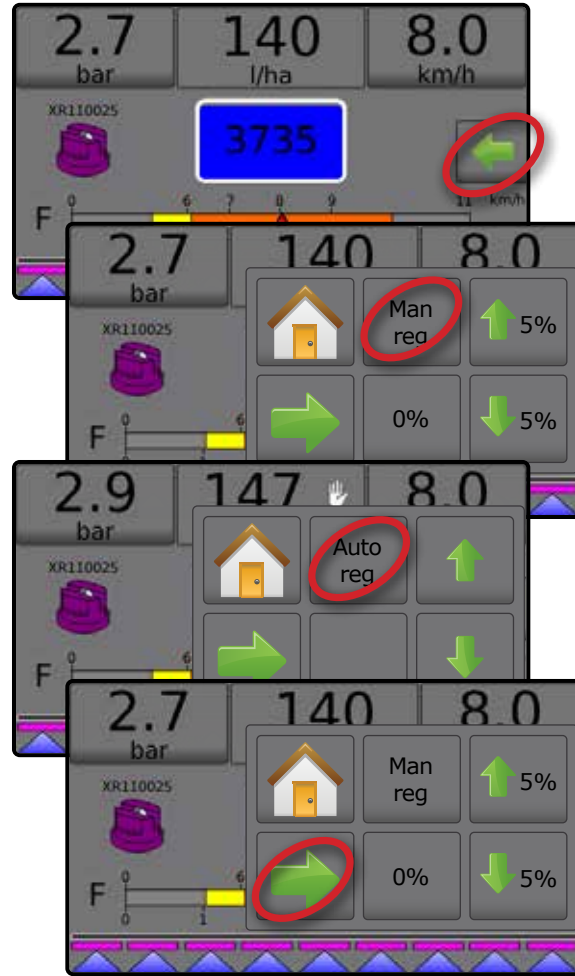 2.7 140 8.0
bar l/ha km/h
XR110025
3735
0 6 7 8 9 11 km/h
F
2.7 140 8.0
bar
Man reg 5%
XR110025
0% 5%
0 6
F
0 1
2.9 147 8.0
bar
Auto reg
XR110025
0 6
F
2.7 140 8.0
bar
Man reg 5%
XR110025
0% 5%
0 6
F
0 1